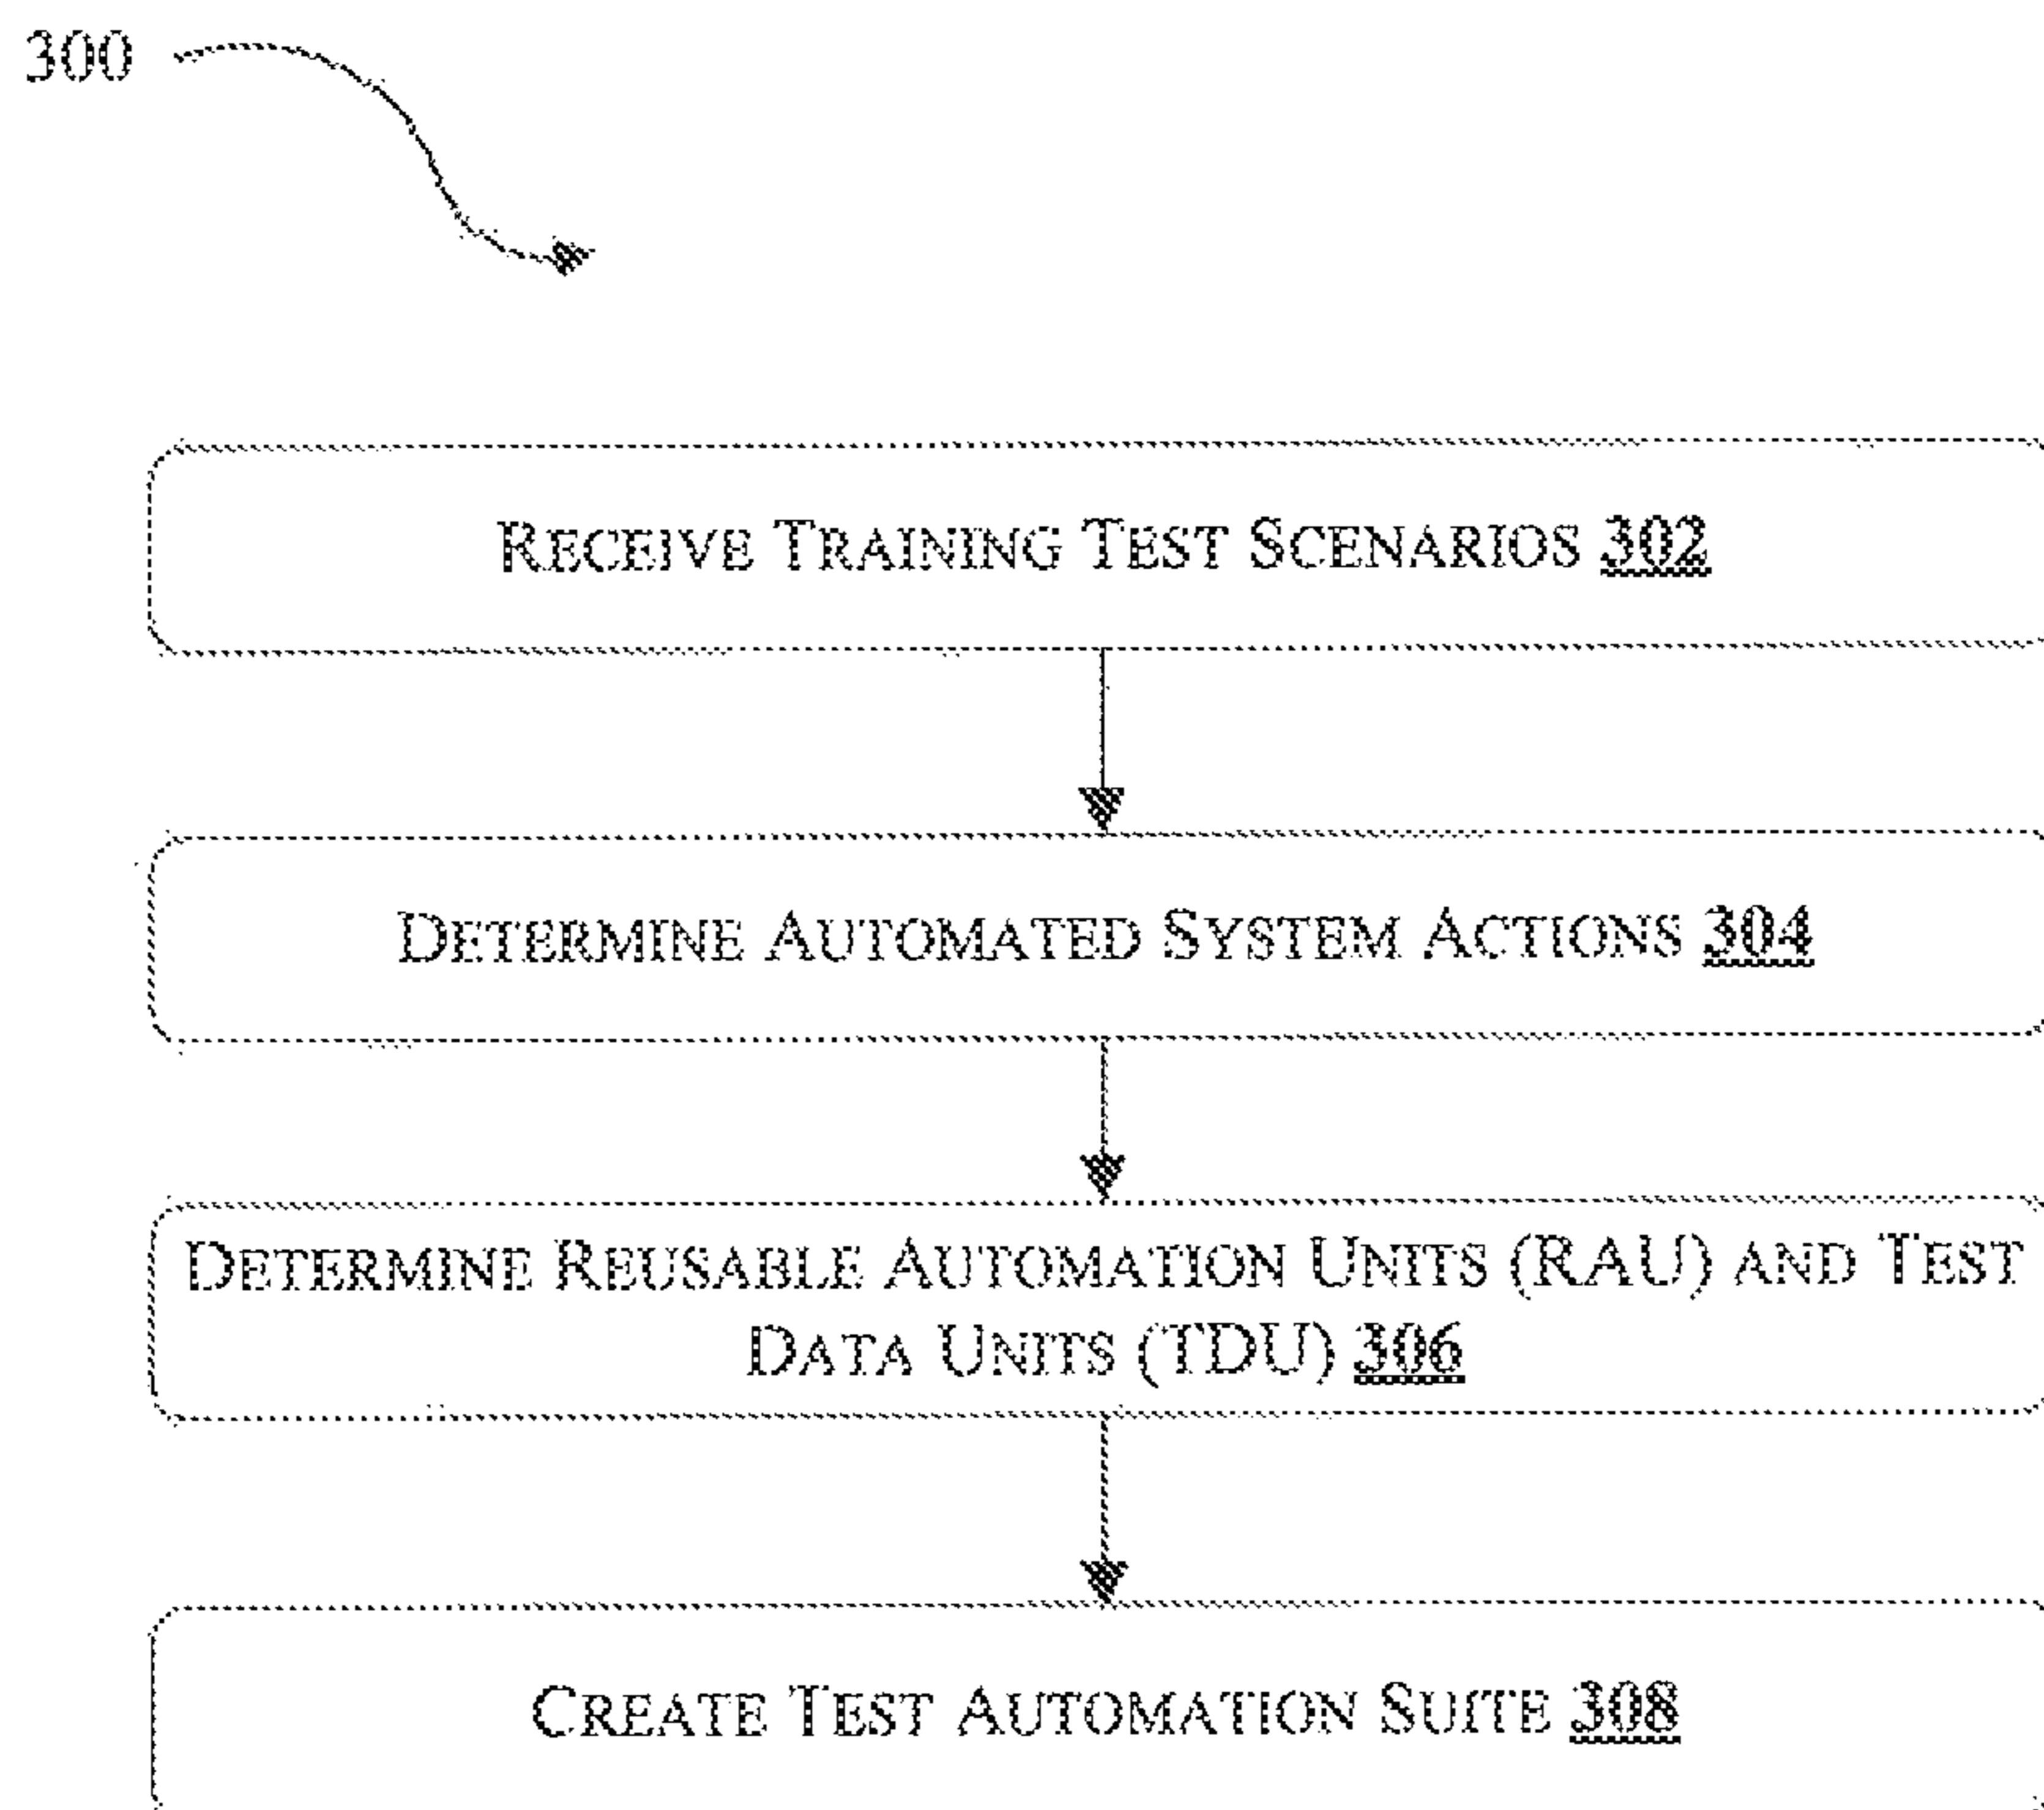 300
RECEIVE TRAINING TEST SCENARIOS 302
DETERMINE AUTOMATED SYSTEM ACTIONS 304
DETERMINE REUSABLE AUTOMATION UNITS (RAU) AND TEST
DATA UNITS (TDU) 306
CREATE TEST AUTOMATION SUITE 308